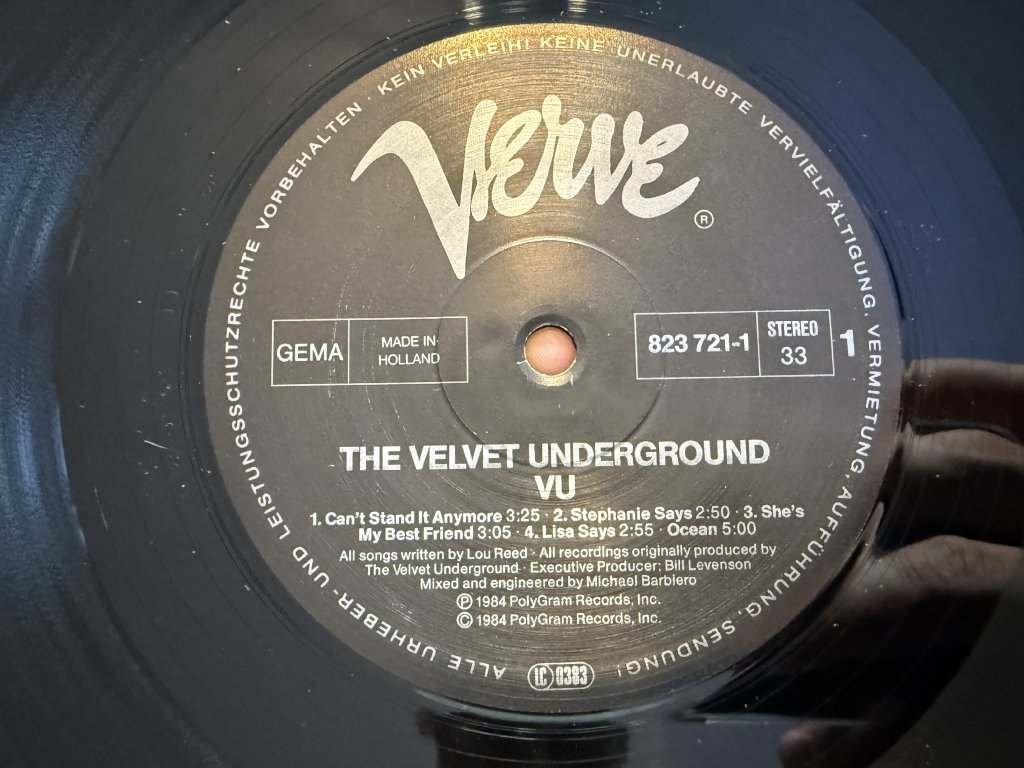 ALLE URHEBER- UND LEISTUNGSSCHUTZRECHTE VORBEHALTEN · KEIN VERLEIH! KEINE UNERLAUBTE VERVIELFÄLTIGUNG, VERMIETUNG, AUFFÜHRUNG, SENDUNG!
Verve
®
GEMA
MADE IN
HOLLAND
823 721-1
STEREO
33
1
THE VELVET UNDERGROUND
VU
1. Can't Stand It Anymore 3:25 · 2. Stephanie Says 2:50 · 3. She's
My Best Friend 3:05 · 4. Lisa Says 2:55 · Ocean 5:00
All songs written by Lou Reed · All recordings originally produced by
The Velvet Underground · Executive Producer: Bill Levenson
Mixed and engineered by Michael Barbiero
Ⓟ 1984 PolyGram Records, Inc.
© 1984 PolyGram Records, Inc.
LC 0383